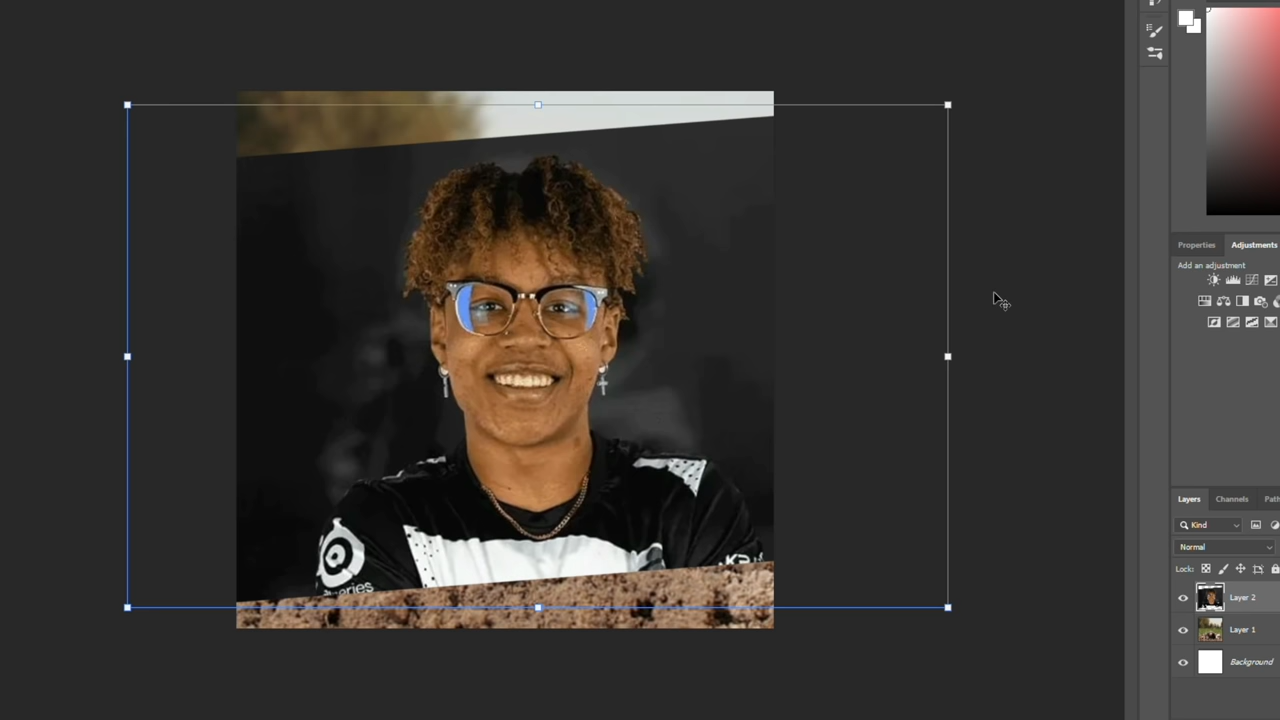 Properties
Adjustments
Add an adjustment
Layers
Channels
Kind
Normal
Lock:
Layer 2
Layer 1
Background